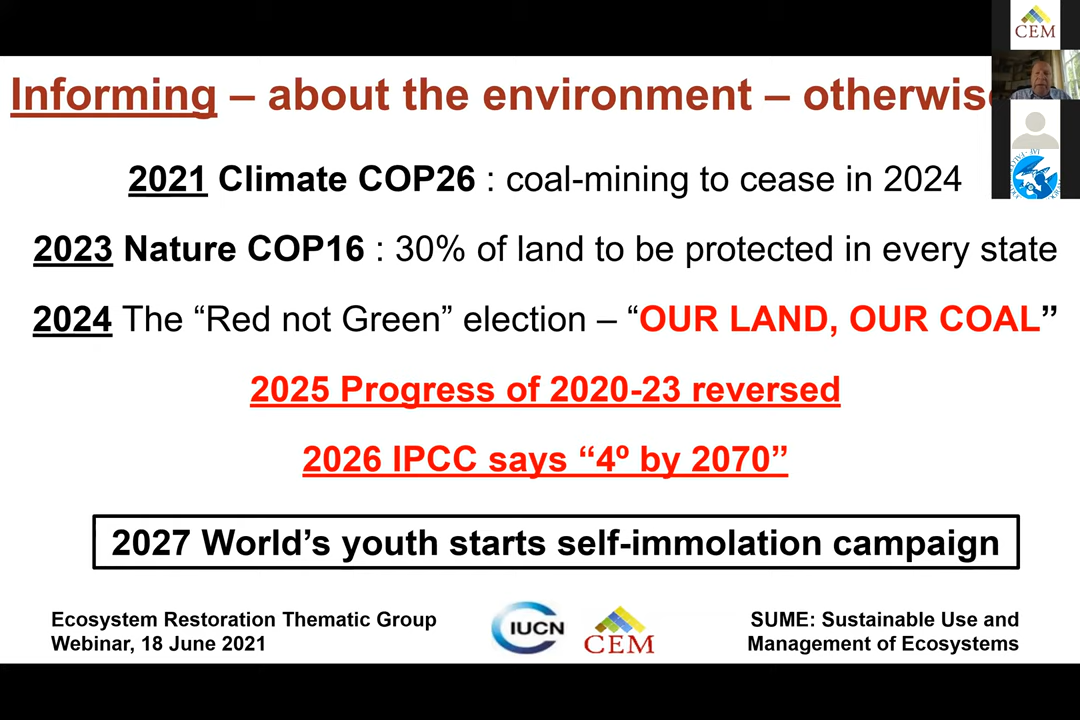 CEM
Informing – about the environment – otherwis
2021 Climate COP26 : coal-mining to cease in 2024
2023 Nature COP16 : 30% of land to be protected in every state
2024 The “Red not Green” election – “OUR LAND, OUR COAL”
2025 Progress of 2020-23 reversed
2026 IPCC says “4º by 2070”
2027 World’s youth starts self-immolation campaign
Ecosystem Restoration Thematic Group
Webinar, 18 June 2021
IUCN
CEM
SUME: Sustainable Use and
Management of Ecosystems